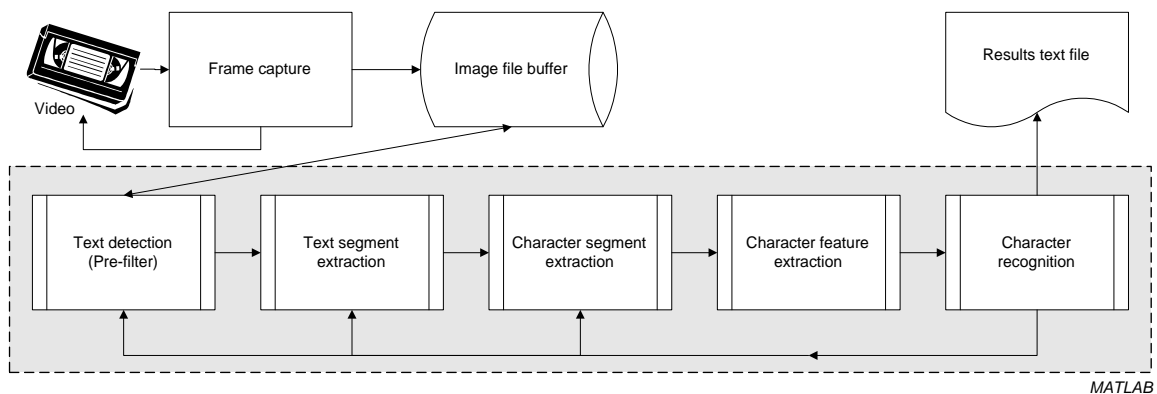 Frame capture
Image file buffer
Results text file
Video
Text detection
(Pre-filter)
Text segment
extraction
Character segment
extraction
Character feature
extraction
Character
recognition
MATLAB